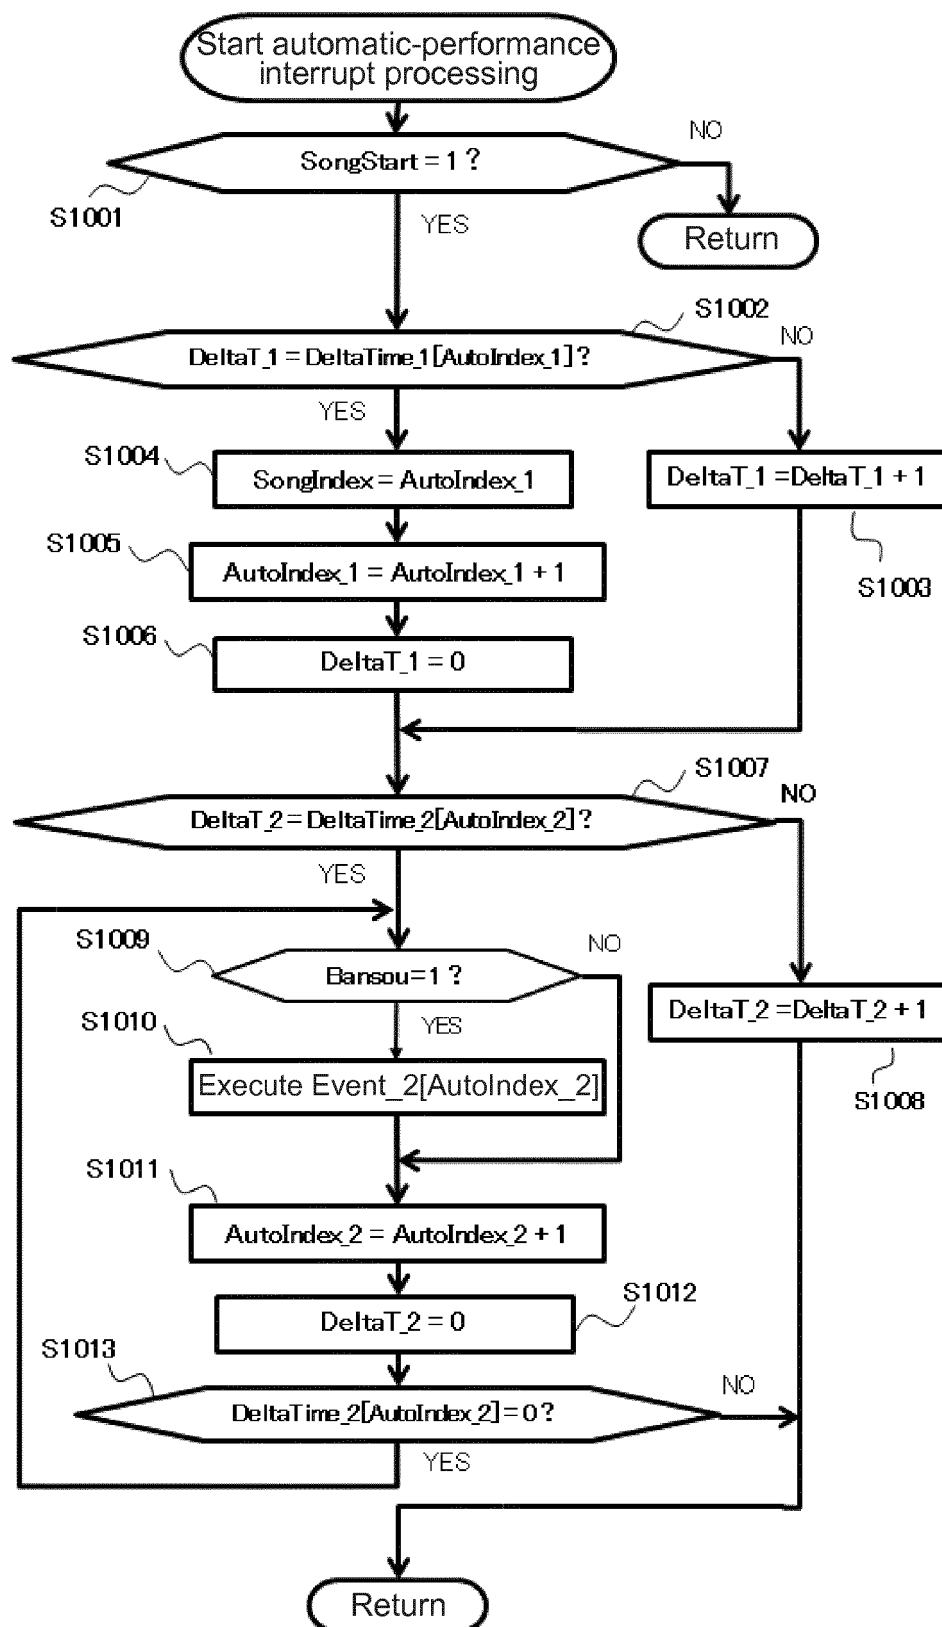 Start automatic-performance
interrupt processing
SongStart = 1 ?
NO
S1001
YES
Return
S1002
DeltaT_1 = DeltaTime_1[AutoIndex_1]?
NO
YES
S1004
SongIndex = AutoIndex_1
DeltaT_1 =DeltaT_1 + 1
S1005
AutoIndex_1 = AutoIndex_1 + 1
S1003
S1006
DeltaT_1 = 0
S1007
DeltaT_2 = DeltaTime_2[AutoIndex_2]?
NO
YES
S1009
NO
Bansou=1 ?
S1010
YES
DeltaT_2 =DeltaT_2 + 1
Execute Event_2[AutoIndex_2]
S1008
S1011
AutoIndex_2 = AutoIndex_2 + 1
S1012
DeltaT_2 = 0
S1013
NO
DeltaTime_2[AutoIndex_2] = 0?
YES
Return